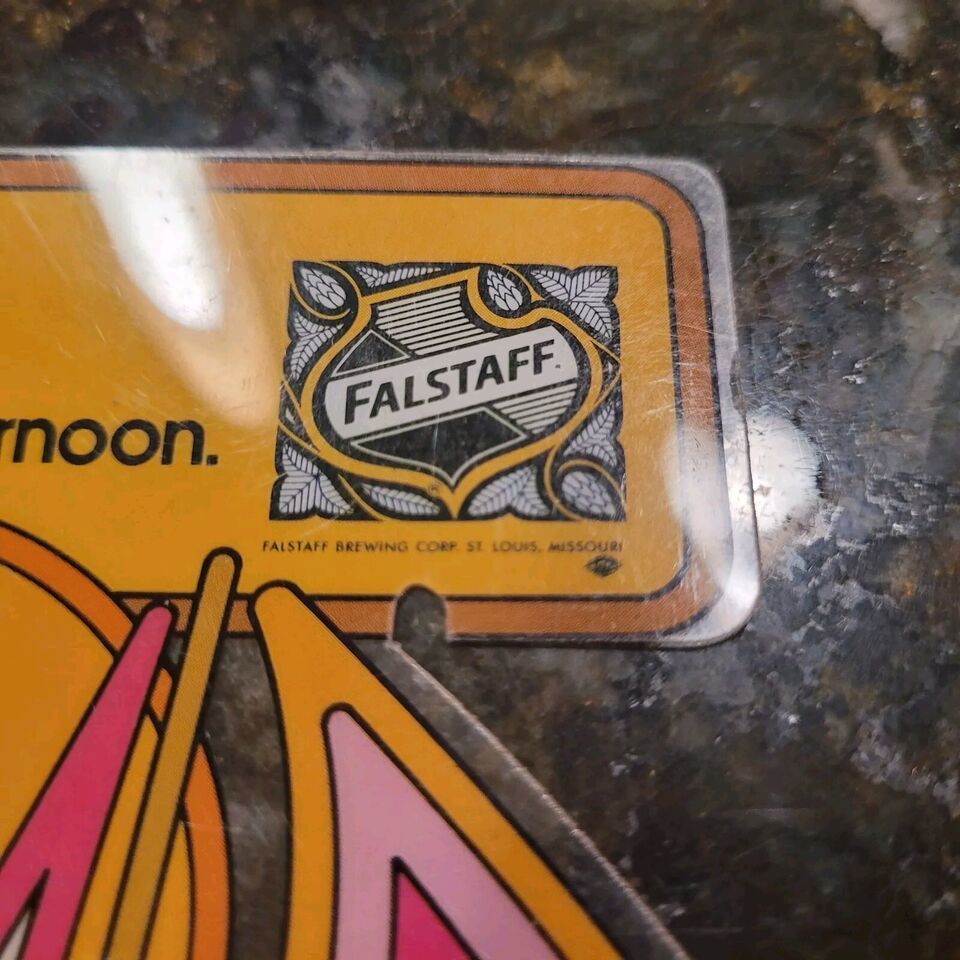 rnoon.
FALSTAFF
FALSTAFF BREWING CORP. ST. LOUIS, MISSOURI